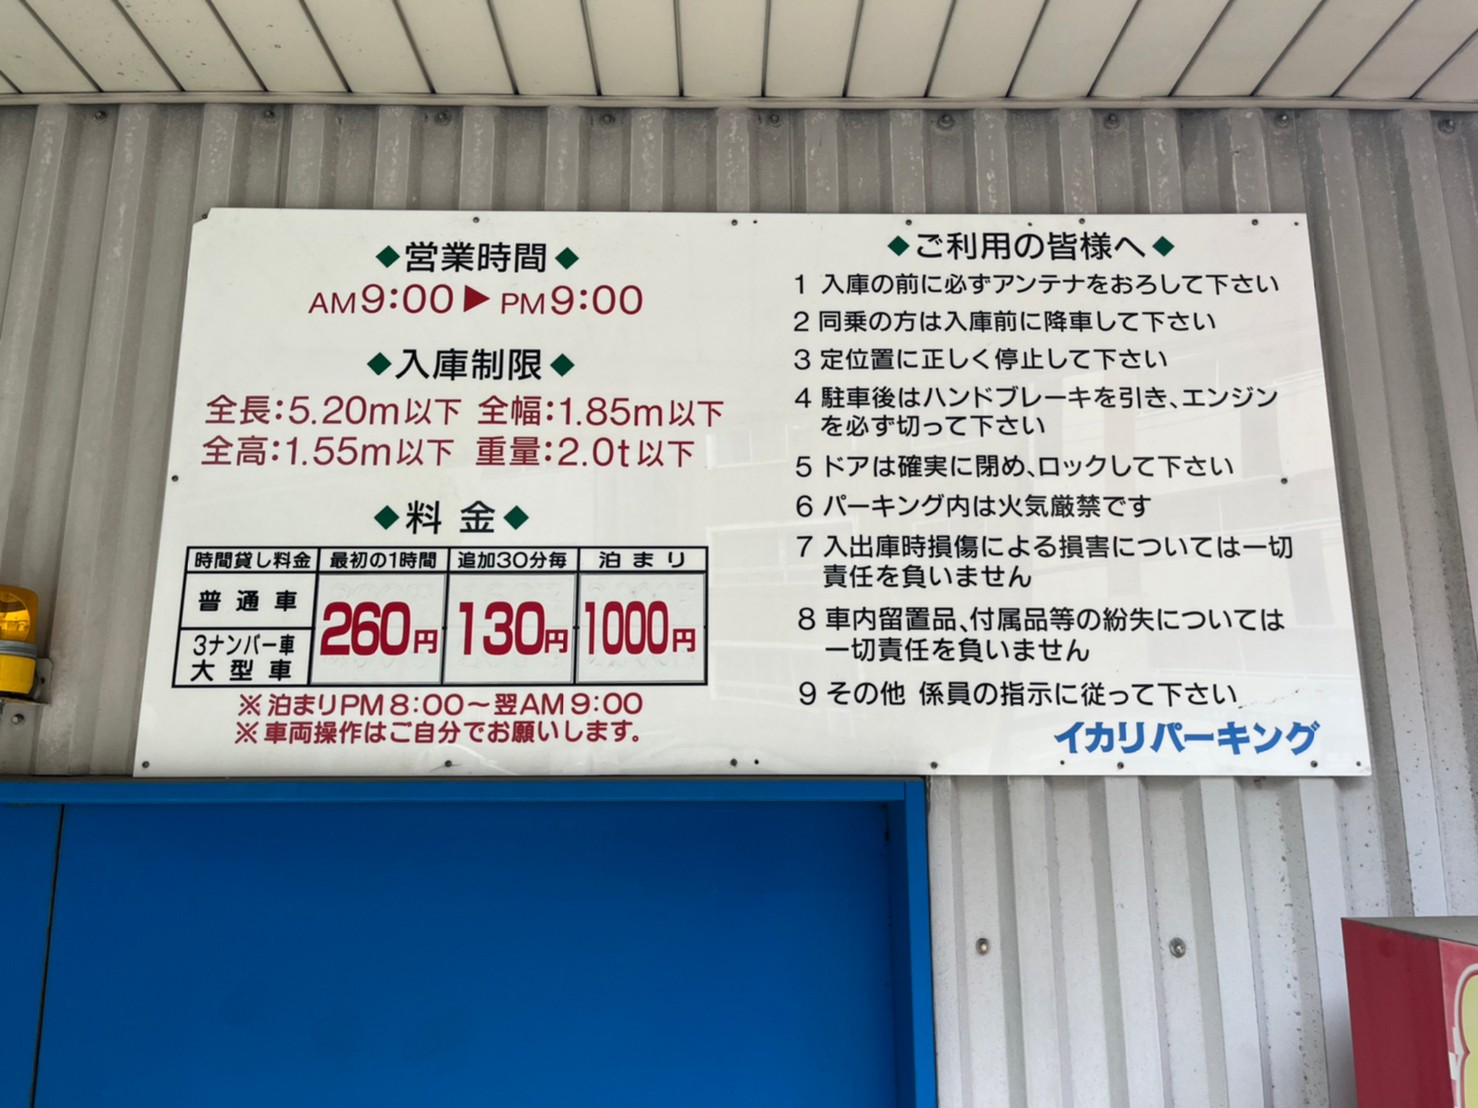 ◆営業時間◆
AM9:00▶PM9:00
◆入庫制限◆
全長:5.20m以下 全幅:1.85m以下
全高:1.55m以下 重量:2.0t以下
◆料 金◆
時間貸し料金 最初の1時間 追加30分毎 泊まり
普通車
3ナンバー車
大型車
260円 130円 1000円
※泊まりPM8:00～翌AM9:00
※車両操作はご自分でお願いします。
◆ご利用の皆様へ◆
1 入庫の前に必ずアンテナをおろして下さい
2 同乗の方は入庫前に降車して下さい
3 定位置に正しく停止して下さい
4 駐車後はハンドブレーキを引き、エンジン
を必ず切って下さい
5 ドアは確実に閉め、ロックして下さい
6 パーキング内は火気厳禁です
7 入出庫時損傷による損害については一切
責任を負いません
8 車内留置品、付属品等の紛失については
一切責任を負いません
9 その他 係員の指示に従って下さい
イカリパーキング